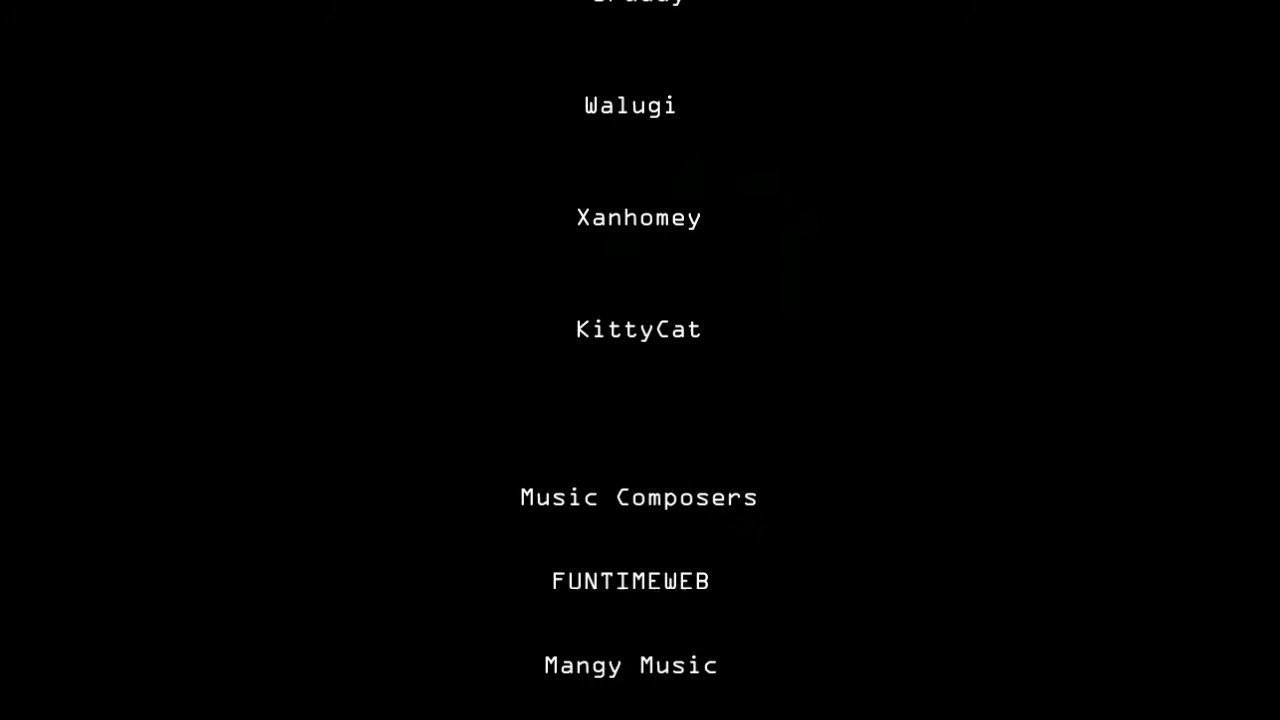 Walugi
Xanhomey
KittyCat
Music Composers
FUNTIMEWEB
Mangy Music